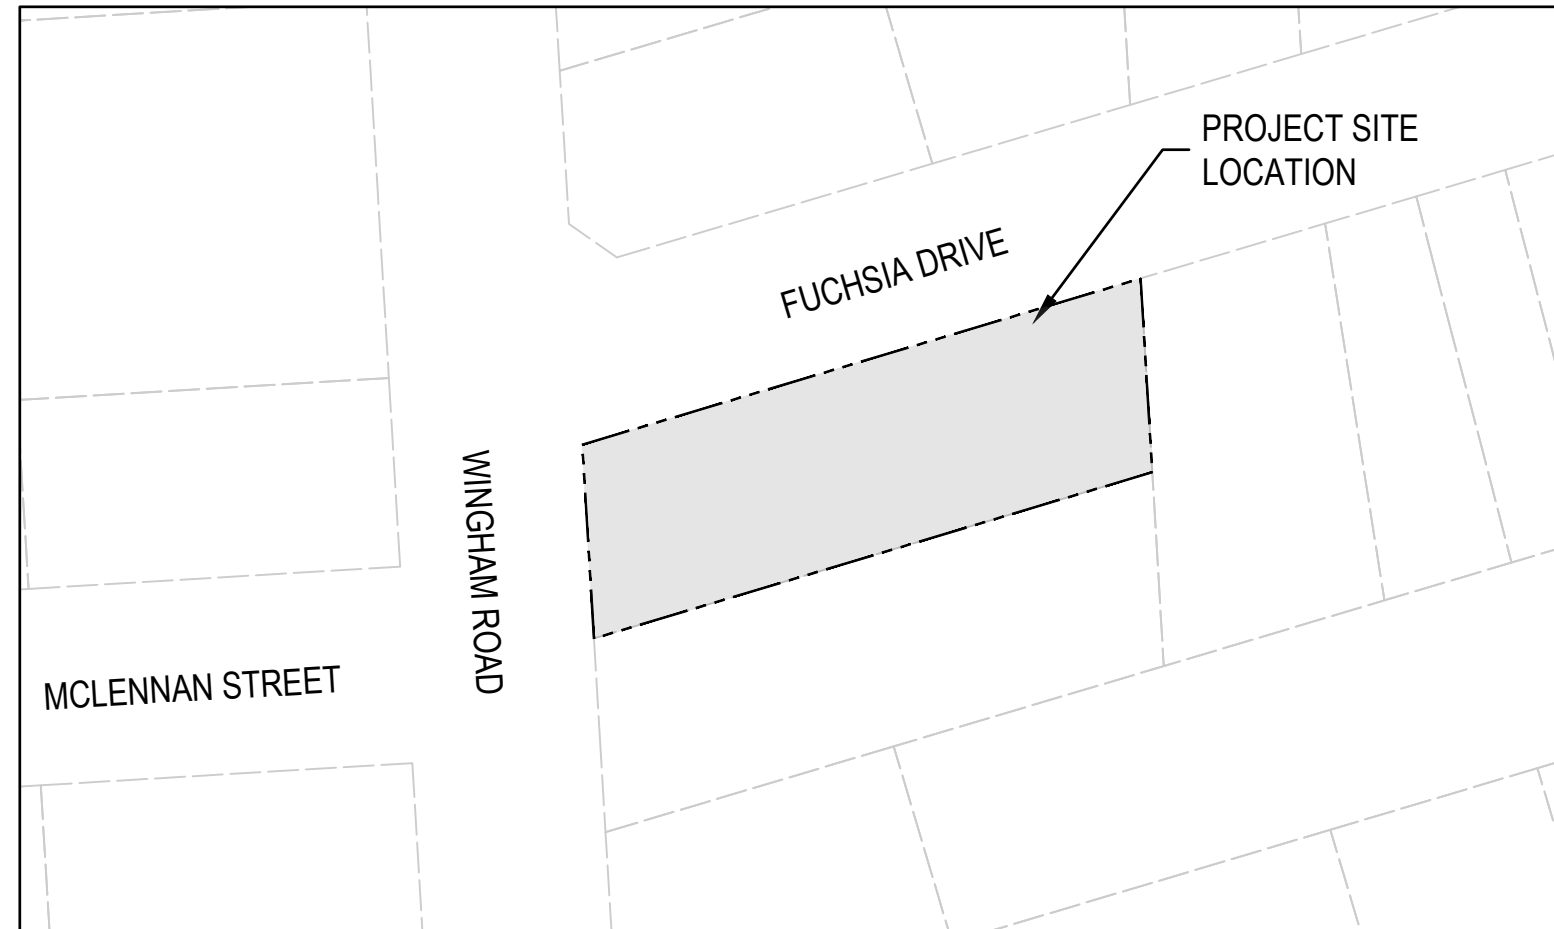 PROJECT SITE
LOCATION
FUCHSIA DRIVE
WINGHAM ROAD
MCLENNAN STREET